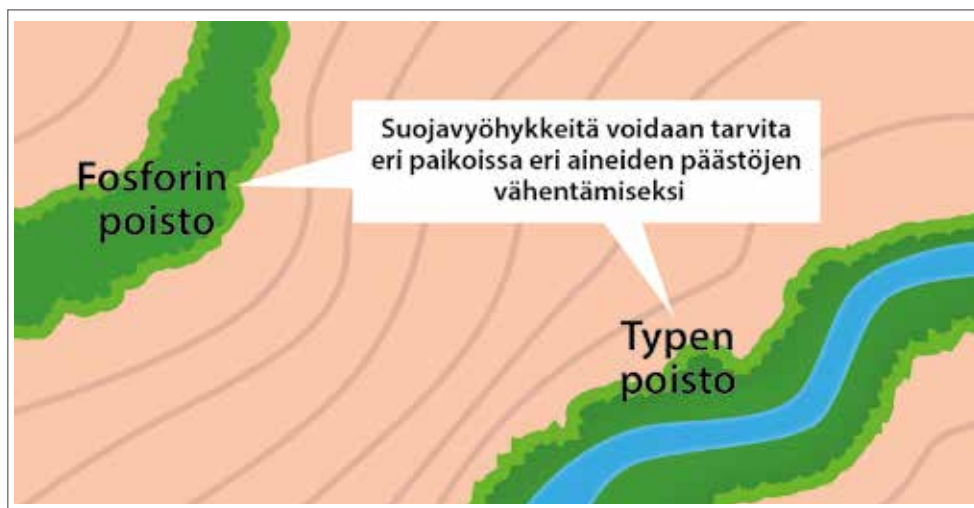 Suojavyöhykkeitä voidaan tarvita
eri paikoissa eri aineiden päästöjen
vähentämiseksi
Fosforin
poisto
Typen
poisto